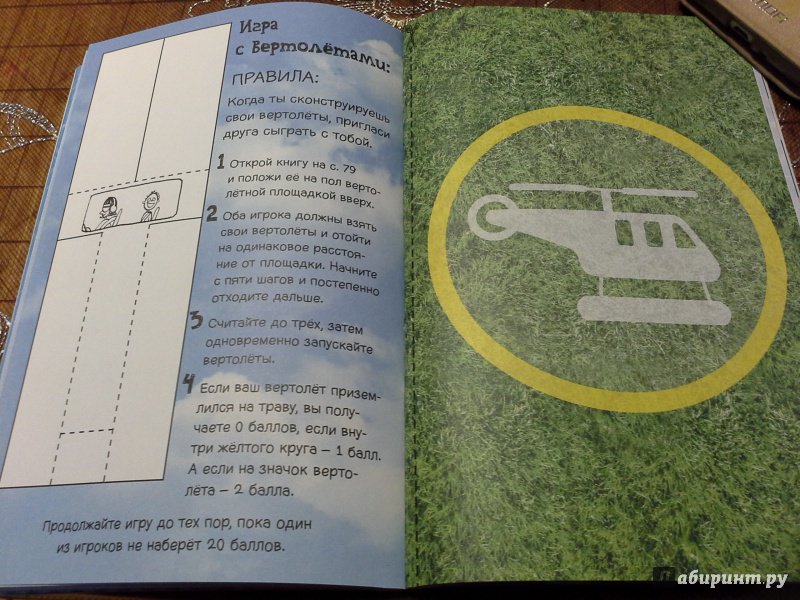 Игра
с Вертолётами:
ПРАВИЛА:
Когда ты сконструируешь
свои вертолёты, пригласи
друга сыграть с тобой.
1 Открой книгу на с. 79
и положи её на пол верто-
лётной площадкой вверх.
2 Оба игрока должны взять
свои вертолёты и отойти
на одинаковое расстоя-
ние от площадки. Начните
с пяти шагов и постепенно
отходите дальше.
3 Считайте до трёх, затем
одновременно запускайте
вертолёты.
4 Если ваш вертолёт призем-
лился на траву, вы полу-
чаете 0 баллов, если вну-
три жёлтого круга – 1 балл.
А если на значок верто-
лёта – 2 балла.
Продолжайте игру до тех пор, пока один
из игроков не наберёт 20 баллов.
абиринт.ру